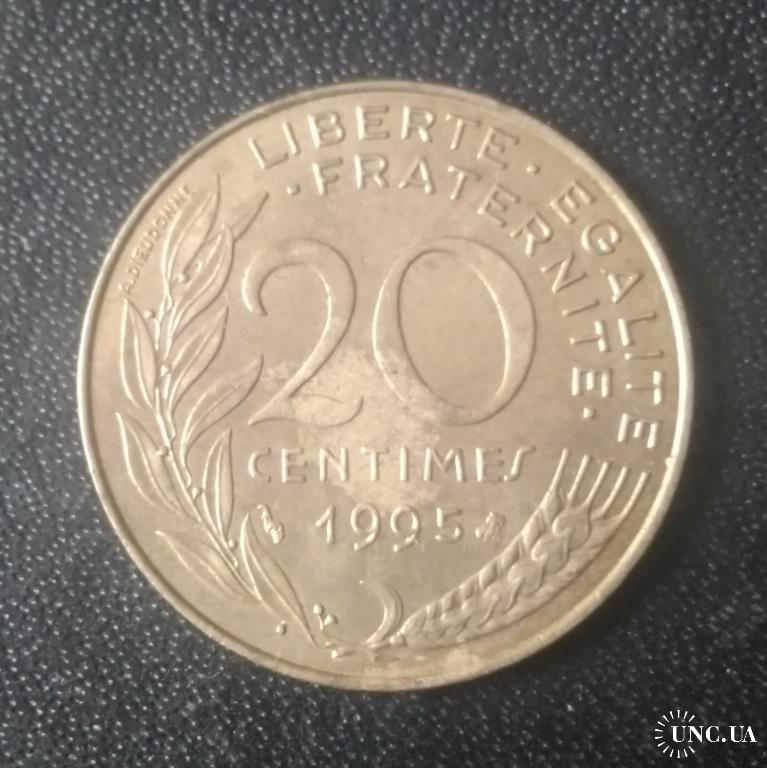 LIBERTE · EGALITE
· FRATERNITE ·
A.DIEUDONNE
20
CENTIMES
1995
UNC.UA